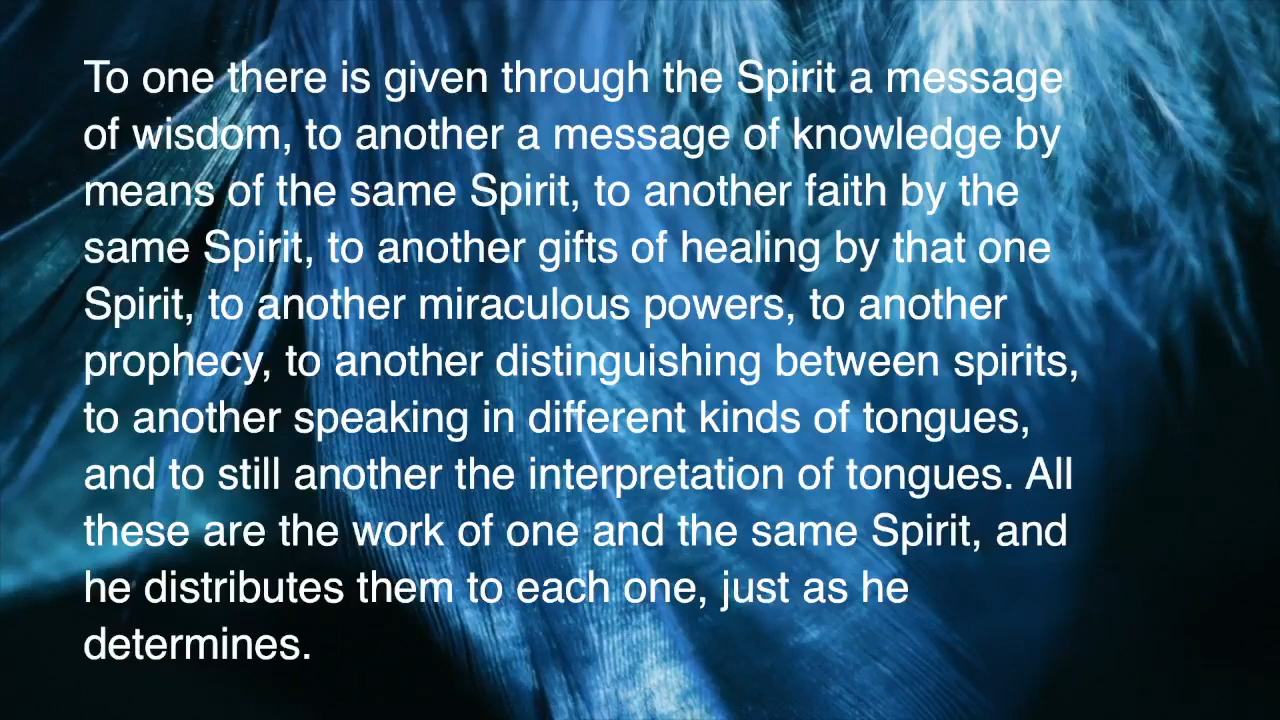 To one there is given through the Spirit a message
of wisdom, to another a message of knowledge by
means of the same Spirit, to another faith by the
same Spirit, to another gifts of healing by that one
Spirit, to another miraculous powers, to another
prophecy, to another distinguishing between spirits,
to another speaking in different kinds of tongues,
and to still another the interpretation of tongues. All
these are the work of one and the same Spirit, and
he distributes them to each one, just as he
determines.